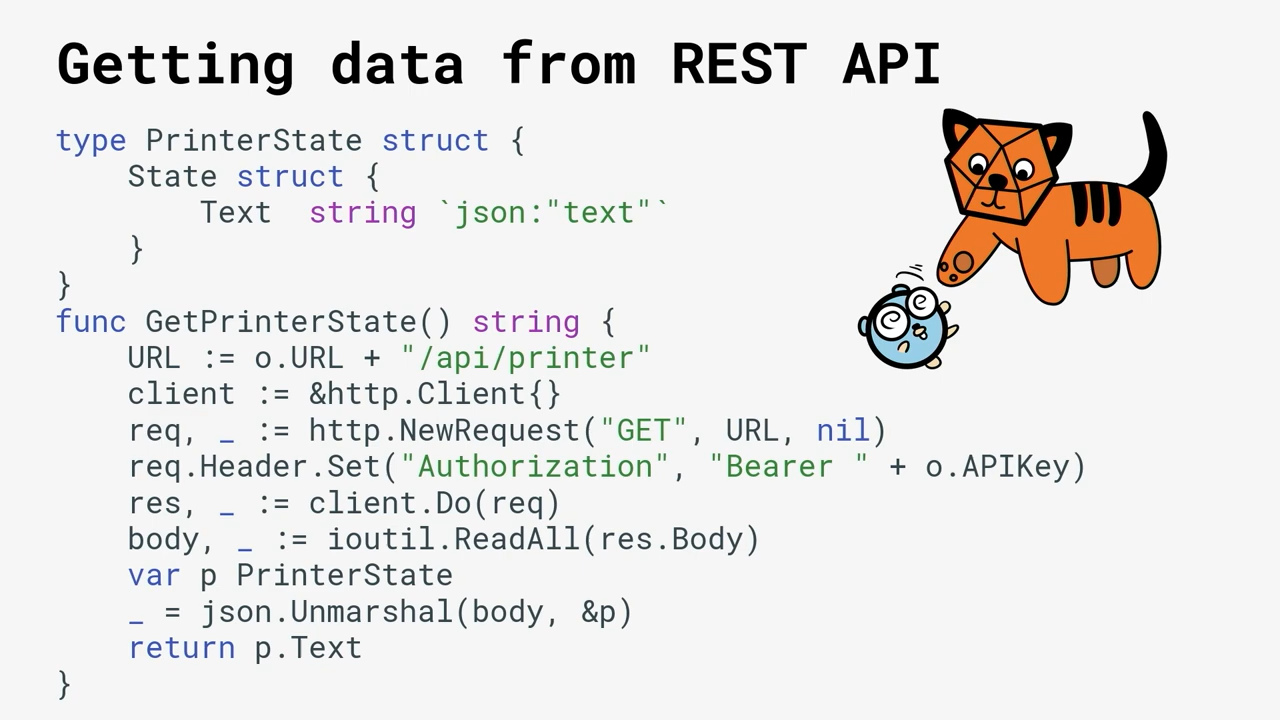 Getting data from REST API
type PrinterState struct {
    State struct {
        Text  string `json:"text"`
    }
}
func GetPrinterState() string {
    URL := o.URL + "/api/printer"
    client := &http.Client{}
    req, _ := http.NewRequest("GET", URL, nil)
    req.Header.Set("Authorization", "Bearer " + o.APIKey)
    res, _ := client.Do(req)
    body, _ := ioutil.ReadAll(res.Body)
    var p PrinterState
    _ = json.Unmarshal(body, &p)
    return p.Text
}